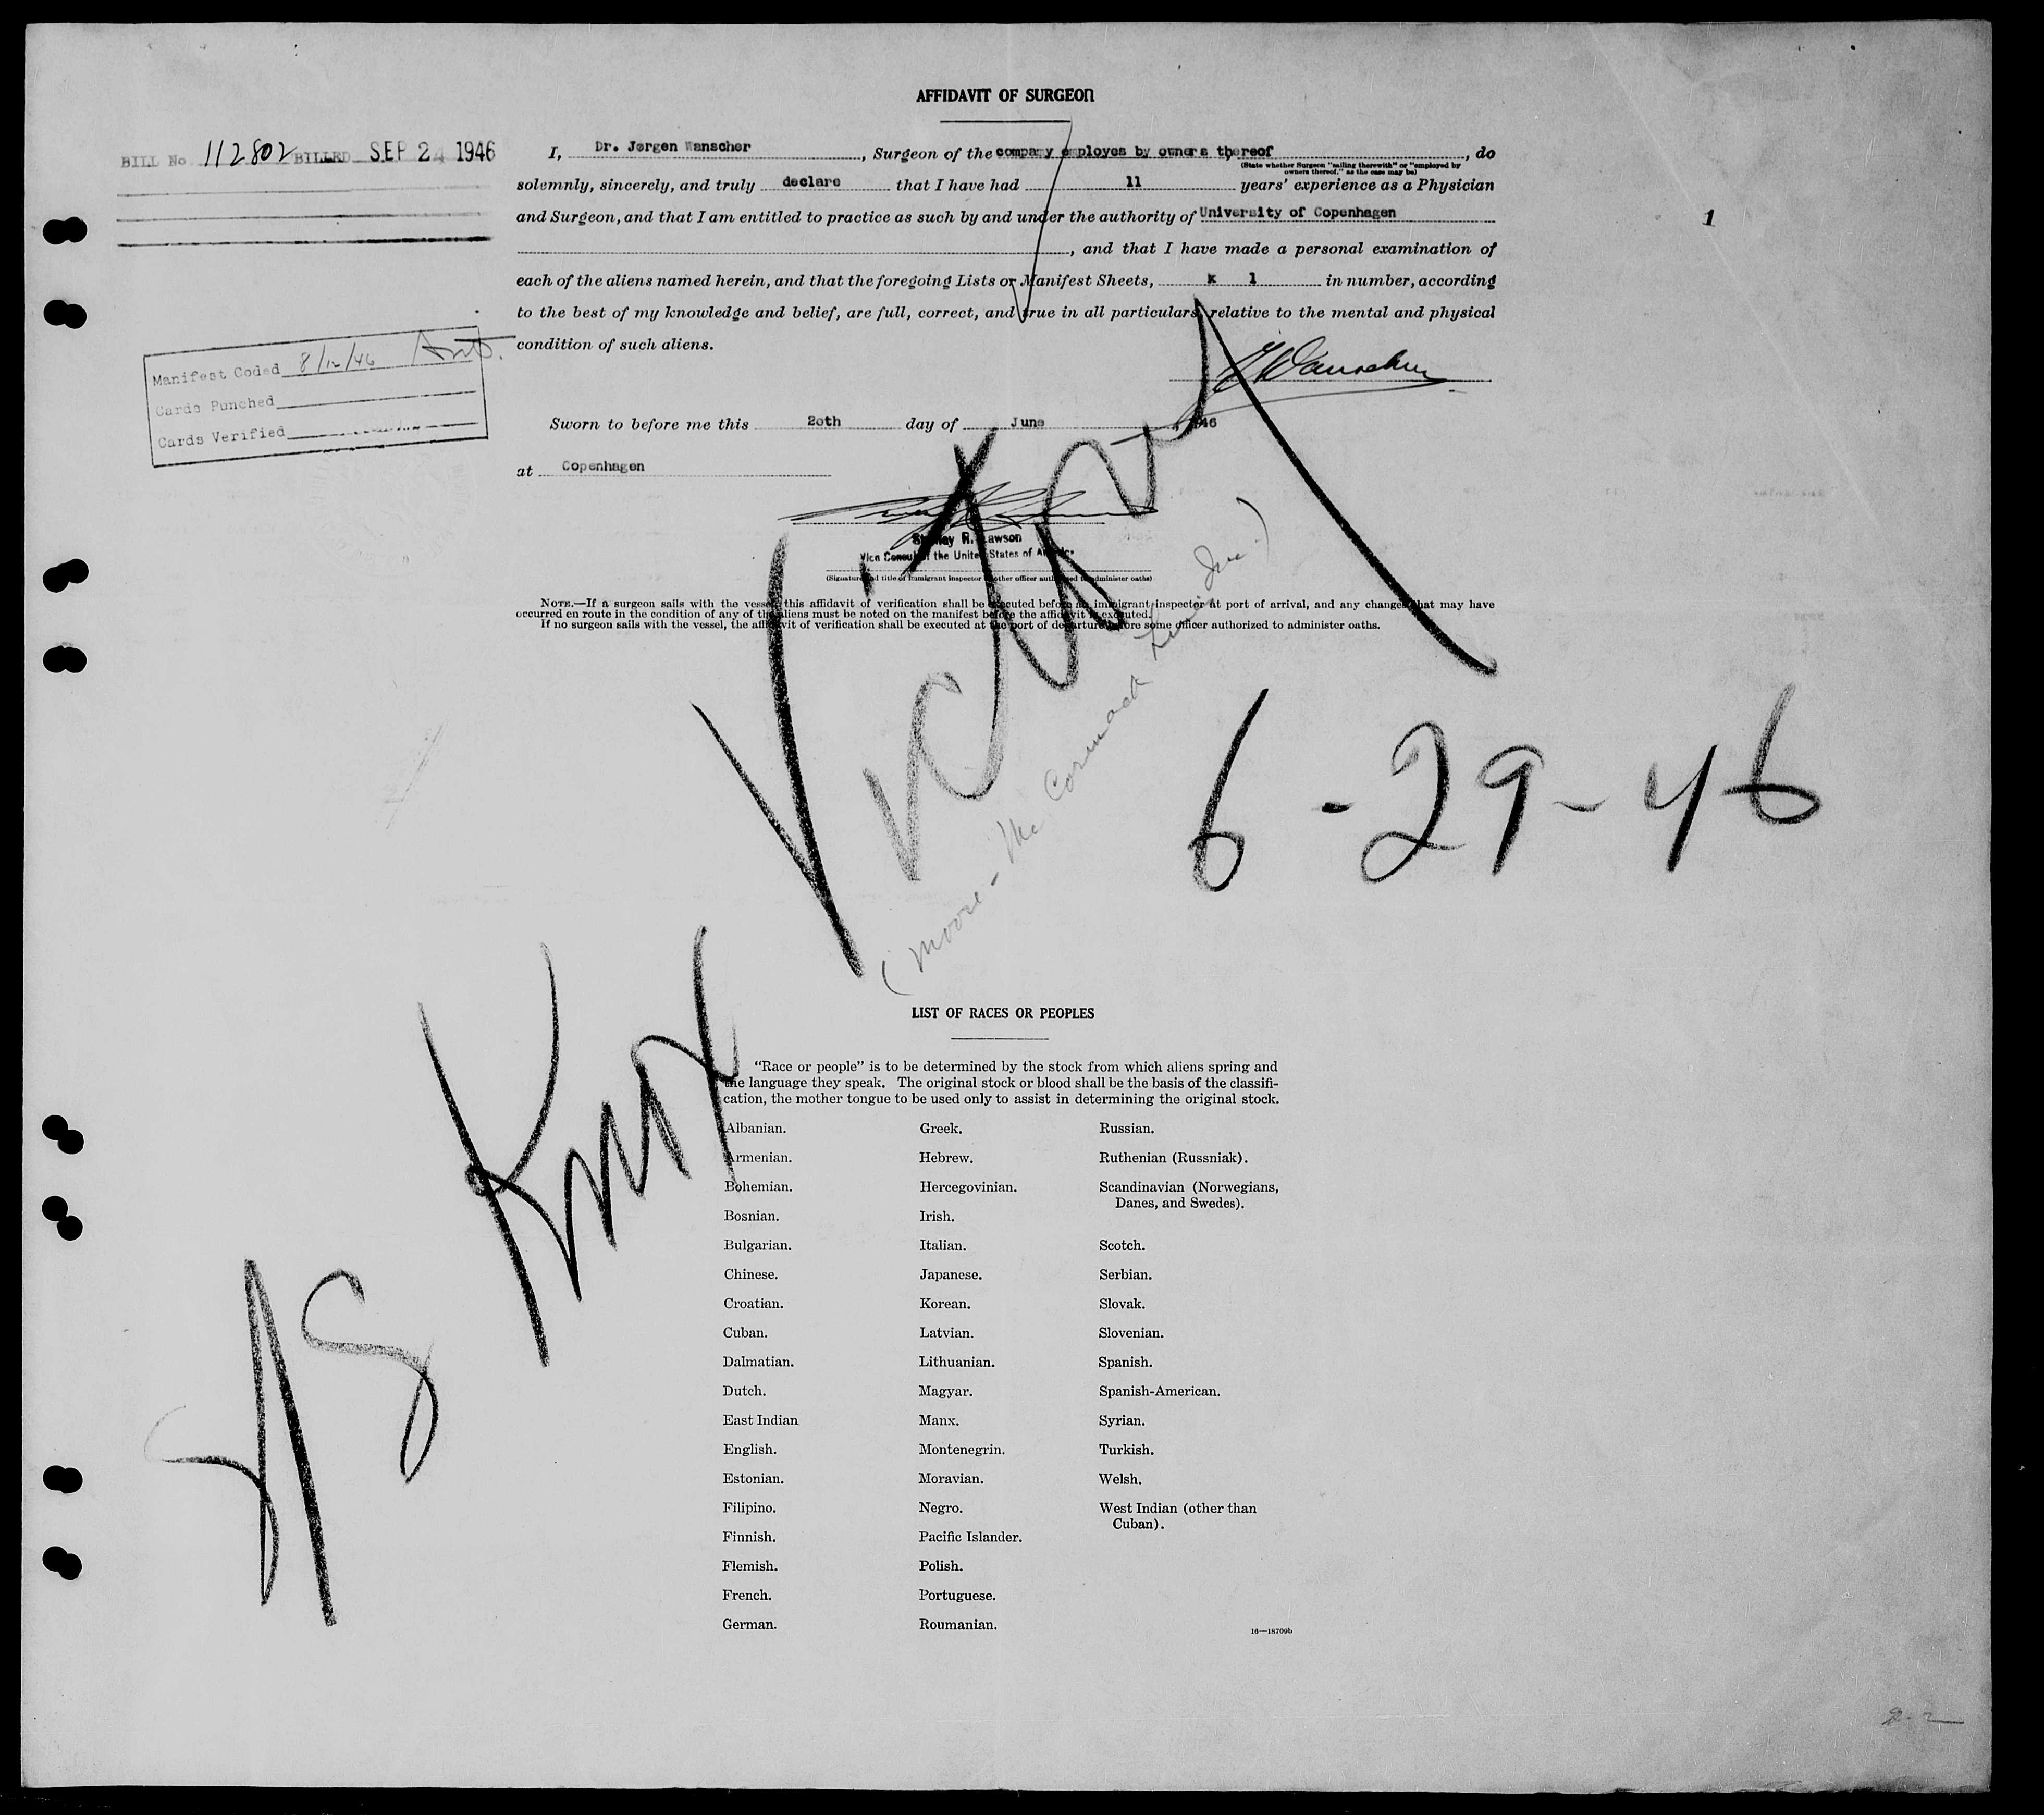 AFFIDAVIT OF SURGEON
BILL No 112802 BILLED SEP 24 1946
I, Dr. Jørgen Wanscher, Surgeon of the company employes by owners thereof, do
(State whether Surgeon "sailing therewith" or "employed by
owners thereof," as the case may be)
solemnly, sincerely, and truly declare that I have had 11 years' experience as a Physician
and Surgeon, and that I am entitled to practice as such by and under the authority of University of Copenhagen
, and that I have made a personal examination of
each of the aliens named herein, and that the foregoing Lists or Manifest Sheets, x 1 in number, according
to the best of my knowledge and belief, are full, correct, and true in all particulars, relative to the mental and physical
condition of such aliens.
1
Manifest Coded 8/12/46
Cards Punched
Cards Verified
J Wanscher
Sworn to before me this 20th day of June, 1946
at Copenhagen
Stanley R. Lawson
Vice Consul of the United States of America
(Signature and title of immigrant inspector or other officer authorized to administer oaths)
NOTE.—If a surgeon sails with the vessel, this affidavit of verification shall be executed before an immigrant inspector at port of arrival, and any changes that may have
occurred en route in the condition of any of the aliens must be noted on the manifest before the affidavit is executed.
If no surgeon sails with the vessel, the affidavit of verification shall be executed at the port of departure before some officer authorized to administer oaths.
S/S Knox Victory
(Moore-McCormack Lines Inc.)
6-29-46
LIST OF RACES OR PEOPLES
"Race or people" is to be determined by the stock from which aliens spring and
the language they speak. The original stock or blood shall be the basis of the classifi-
cation, the mother tongue to be used only to assist in determining the original stock.
Albanian.
Armenian.
Bohemian.
Bosnian.
Bulgarian.
Chinese.
Croatian.
Cuban.
Dalmatian.
Dutch.
East Indian
English.
Estonian.
Filipino.
Finnish.
Flemish.
French.
German.
Greek.
Hebrew.
Hercegovinian.
Irish.
Italian.
Japanese.
Korean.
Latvian.
Lithuanian.
Magyar.
Manx.
Montenegrin.
Moravian.
Negro.
Pacific Islander.
Polish.
Portuguese.
Roumanian.
Russian.
Ruthenian (Russniak).
Scandinavian (Norwegians,
Danes, and Swedes).
Scotch.
Serbian.
Slovak.
Slovenian.
Spanish.
Spanish-American.
Syrian.
Turkish.
Welsh.
West Indian (other than
Cuban).
16—18709b